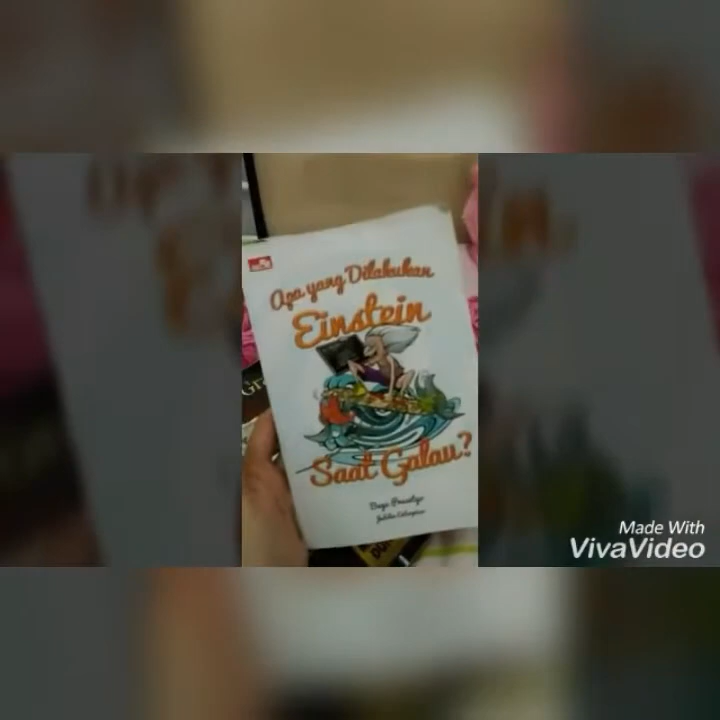 Apa yang Dilakukan
Einstein
Saat Galau?
Made With
VivaVideo